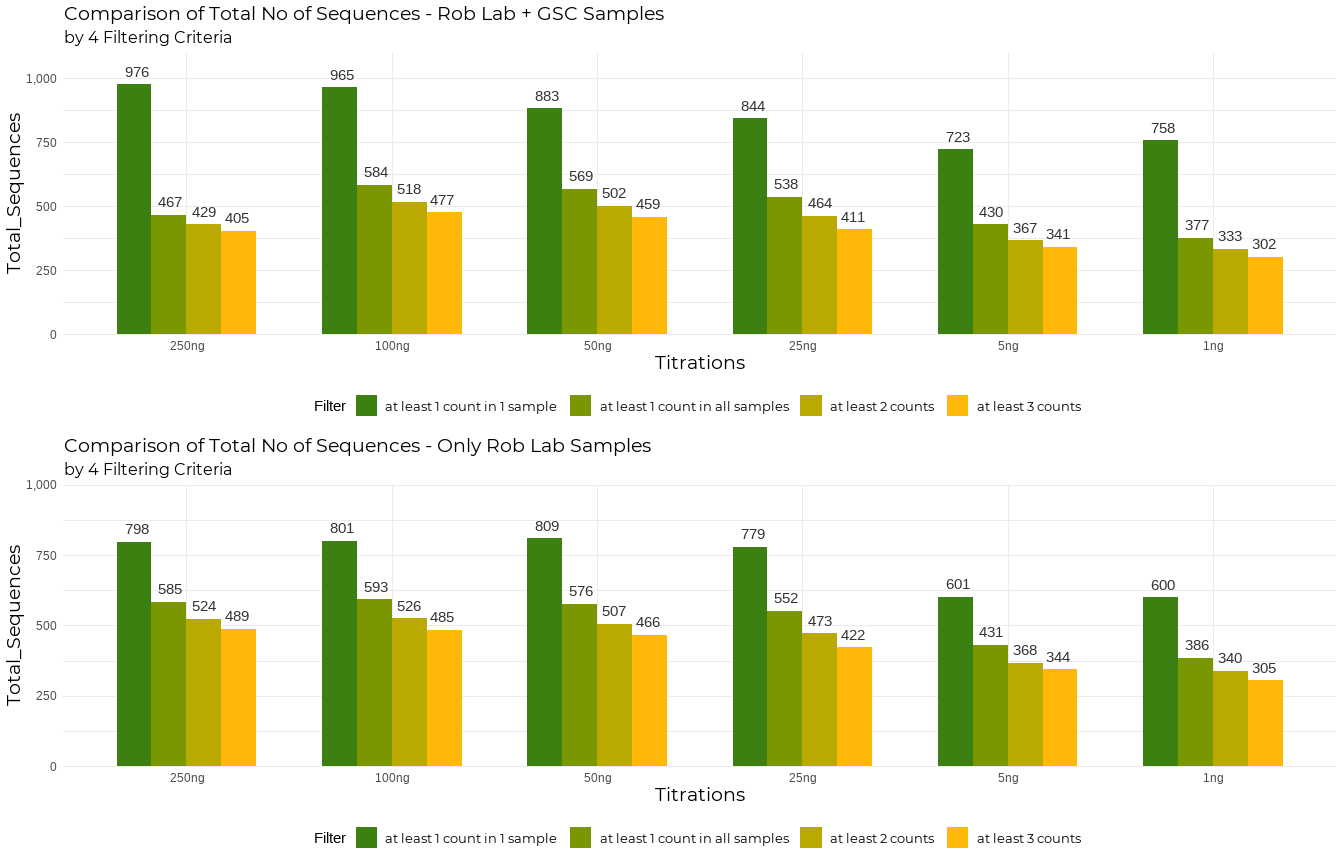 Comparison of Total No of Sequences - Rob Lab + GSC Samples
by 4 Filtering Criteria
Total_Sequences
1,000
750
500
250
0
976 467 429 405
965 584 518 477
883 569 502 459
844 538 464 411
723 430 367 341
758 377 333 302
250ng 100ng 50ng 25ng 5ng 1ng
Titrations
Filter at least 1 count in 1 sample at least 1 count in all samples at least 2 counts at least 3 counts
Comparison of Total No of Sequences - Only Rob Lab Samples
by 4 Filtering Criteria
Total_Sequences
1,000
750
500
250
0
798 585 524 489
801 593 526 485
809 576 507 466
779 552 473 422
601 431 368 344
600 386 340 305
250ng 100ng 50ng 25ng 5ng 1ng
Titrations
Filter at least 1 count in 1 sample at least 1 count in all samples at least 2 counts at least 3 counts